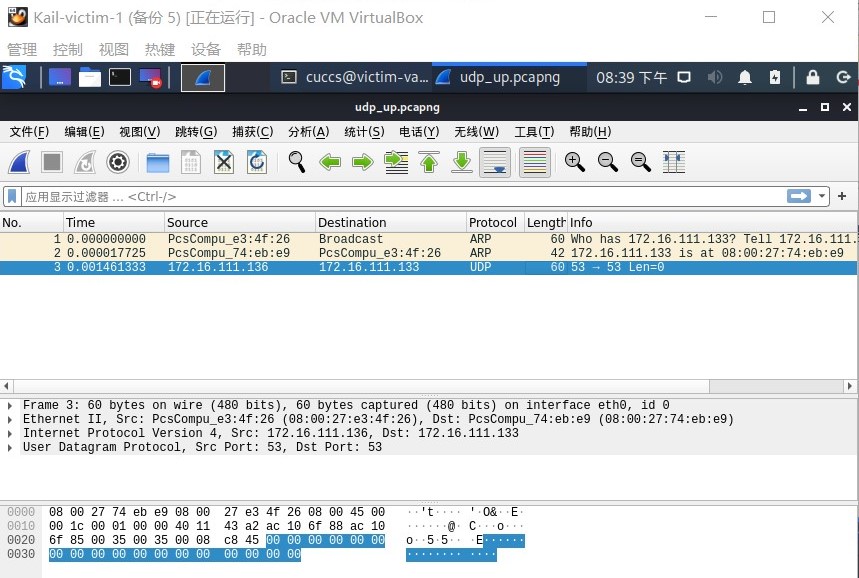 Kail-victim-1 (备份 5) [正在运行] - Oracle VM VirtualBox
管理 控制 视图 热键 设备 帮助
cuccs@victim-va... udp_up.pcapng 08:39 下午
udp_up.pcapng
文件(F) 编辑(E) 视图(V) 跳转(G) 捕获(C) 分析(A) 统计(S) 电话(Y) 无线(W) 工具(T) 帮助(H)
应用显示过滤器 … <Ctrl-/>
No. Time Source Destination Protocol Length Info
1 0.000000000 PcsCompu_e3:4f:26 Broadcast ARP 60 Who has 172.16.111.133? Tell 172.16.111.
2 0.000017725 PcsCompu_74:eb:e9 PcsCompu_e3:4f:26 ARP 42 172.16.111.133 is at 08:00:27:74:eb:e9
3 0.001461333 172.16.111.136 172.16.111.133 UDP 60 53 → 53 Len=0
Frame 3: 60 bytes on wire (480 bits), 60 bytes captured (480 bits) on interface eth0, id 0
Ethernet II, Src: PcsCompu_e3:4f:26 (08:00:27:e3:4f:26), Dst: PcsCompu_74:eb:e9 (08:00:27:74:eb:e9)
Internet Protocol Version 4, Src: 172.16.111.136, Dst: 172.16.111.133
User Datagram Protocol, Src Port: 53, Dst Port: 53
0000 08 00 27 74 eb e9 08 00 27 e3 4f 26 08 00 45 00 ··'t···· '·O&··E·
0010 00 1c 00 01 00 00 40 11 43 a2 ac 10 6f 88 ac 10 ······@· C···o···
0020 6f 85 00 35 00 35 00 08 c8 45 00 00 00 00 00 00 o··5·5·· ·E······
0030 00 00 00 00 00 00 00 00 00 00 00 00 ········ ····